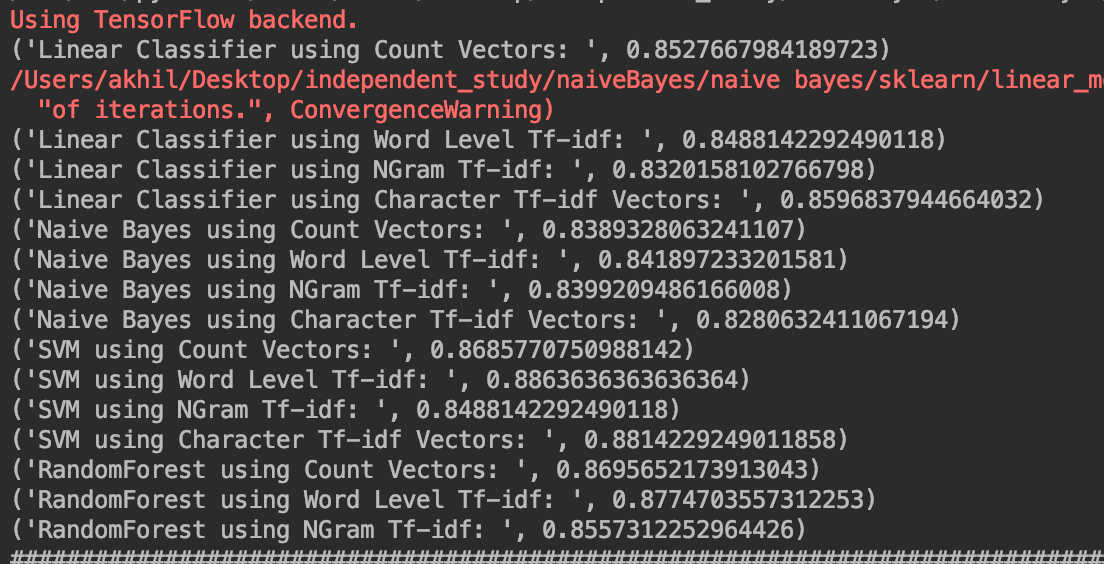 Using TensorFlow backend.
('Linear Classifier using Count Vectors: ', 0.8527667984189723)
/Users/akhil/Desktop/independent_study/naiveBayes/naive bayes/sklearn/linear_m
"of iterations.", ConvergenceWarning)
('Linear Classifier using Word Level Tf-idf: ', 0.8488142292490118)
('Linear Classifier using NGram Tf-idf: ', 0.8320158102766798)
('Linear Classifier using Character Tf-idf Vectors: ', 0.8596837944664032)
('Naive Bayes using Count Vectors: ', 0.8389328063241107)
('Naive Bayes using Word Level Tf-idf: ', 0.841897233201581)
('Naive Bayes using NGram Tf-idf: ', 0.8399209486166008)
('Naive Bayes using Character Tf-idf Vectors: ', 0.8280632411067194)
('SVM using Count Vectors: ', 0.8685770750988142)
('SVM using Word Level Tf-idf: ', 0.8863636363636364)
('SVM using NGram Tf-idf: ', 0.8488142292490118)
('SVM using Character Tf-idf Vectors: ', 0.8814229249011858)
('RandomForest using Count Vectors: ', 0.8695652173913043)
('RandomForest using Word Level Tf-idf: ', 0.8774703557312253)
('RandomForest using NGram Tf-idf: ', 0.8557312252964426)
##############################################################################